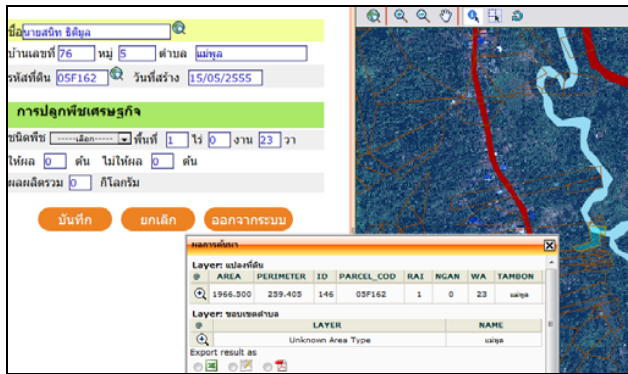 ชื่อ นายสนิท ธิติมูล
บ้านเลขที่ 76 หมู่ 5 ตำบล แม่พูล
รหัสที่ดิน 05F162 วันที่สร้าง 15/05/2555
การปลูกพืชเศรษฐกิจ
ชนิดพืช -----เลือก----- พื้นที่ 1 ไร่ 0 งาน 23 วา
ให้ผล 0 ต้น ไม่ให้ผล 0 ต้น
ผลผลิตรวม 0 กิโลกรัม
บันทึก ยกเลิก ออกจากระบบ
ผลการค้นหา
Layer: แปลงที่ดิน
@ AREA PERIMETER ID PARCEL_COD RAI NGAN WA TAMBON
1966.500 259.405 146 05F162 1 0 23 แม่พูล
Layer: ขอบเขตตำบล
@ LAYER NAME
Unknown Area Type แม่พูล
Export result as